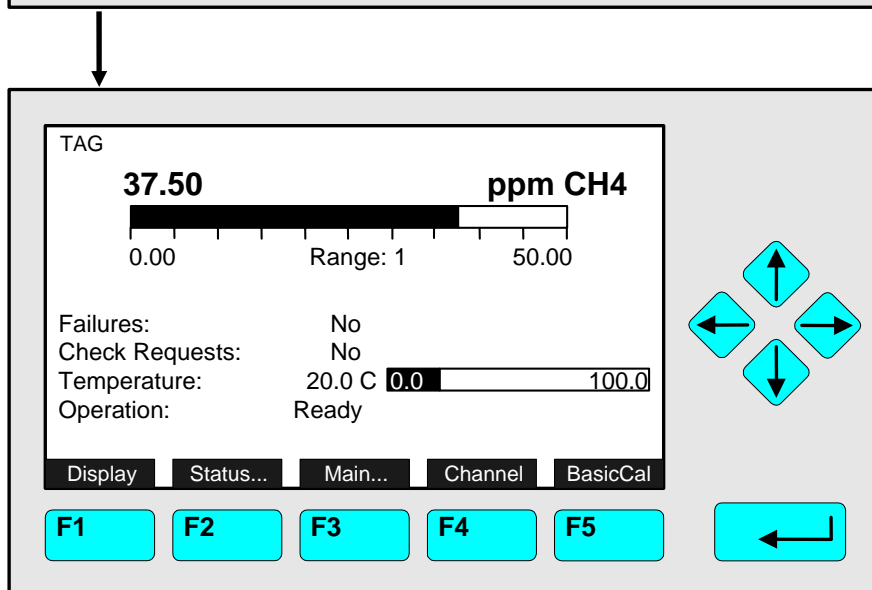 TAG
37.50 ppm CH4
0.00 Range: 1 50.00
Failures: No
Check Requests: No
Temperature: 20.0 C 0.0 100.0
Operation: Ready
Display Status... Main... Channel BasicCal
F1 F2 F3 F4 F5